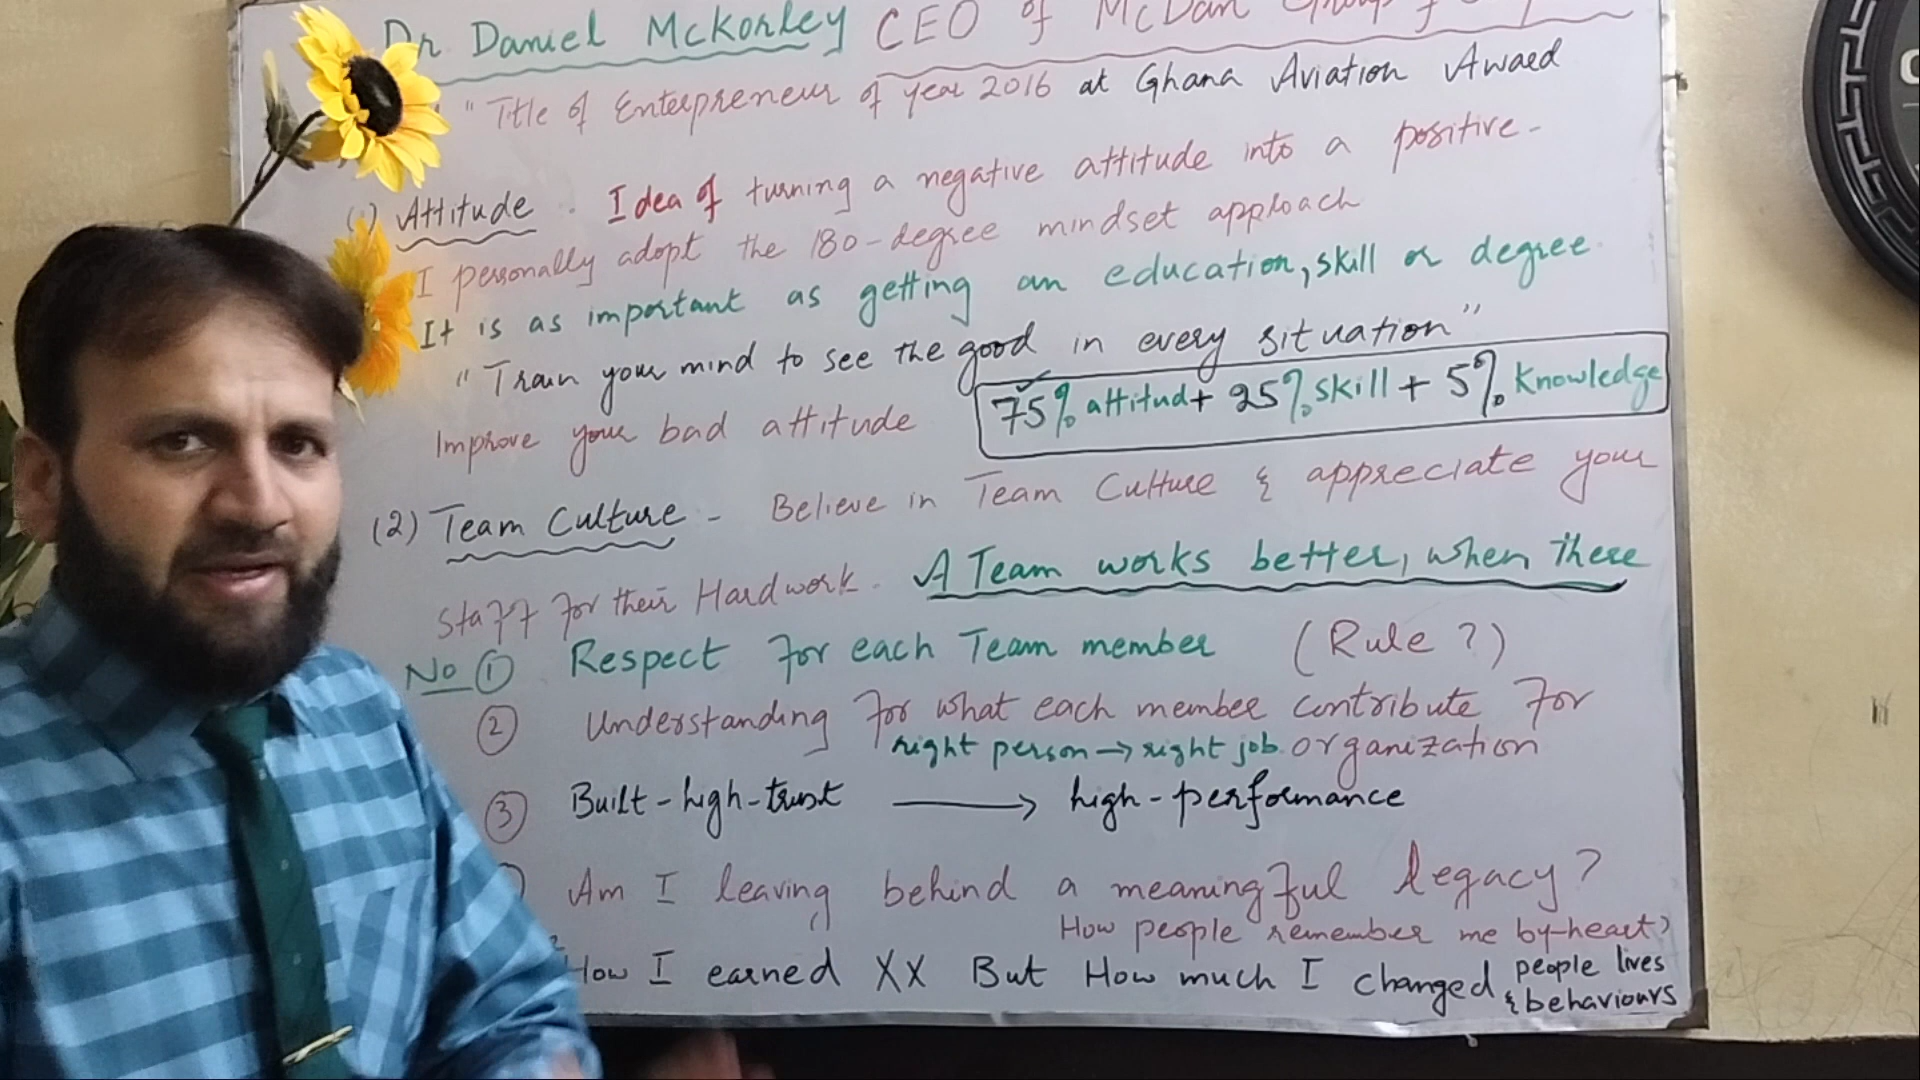 Dr Daniel McKorley CEO of McDan Group of
"Title of Enterpreneur of year 2016 at Ghana Aviation Award
(1) Attitude. Idea of turning a negative attitude into a positive-
I personally adopt the 180-degree mindset approach
It is as important as getting an education, skill or degree.
"Train your mind to see the good in every situation"
Improve your bad attitude 75% attitud+ 25% skill + 5% Knowledge
(2) Team Culture - Believe in Team Culture & appreciate your
staff for their Hardwork. A Team works better, when there
No ① Respect for each Team member (Rule ?)
② Understanding for what each member contribute for
right person → right job. organization
③ Built-high-trust → high-performance
Am I leaving behind a meaningful legacy?
How people remember me by-heart?
How I earned XX But How much I changed people lives
& behaviours